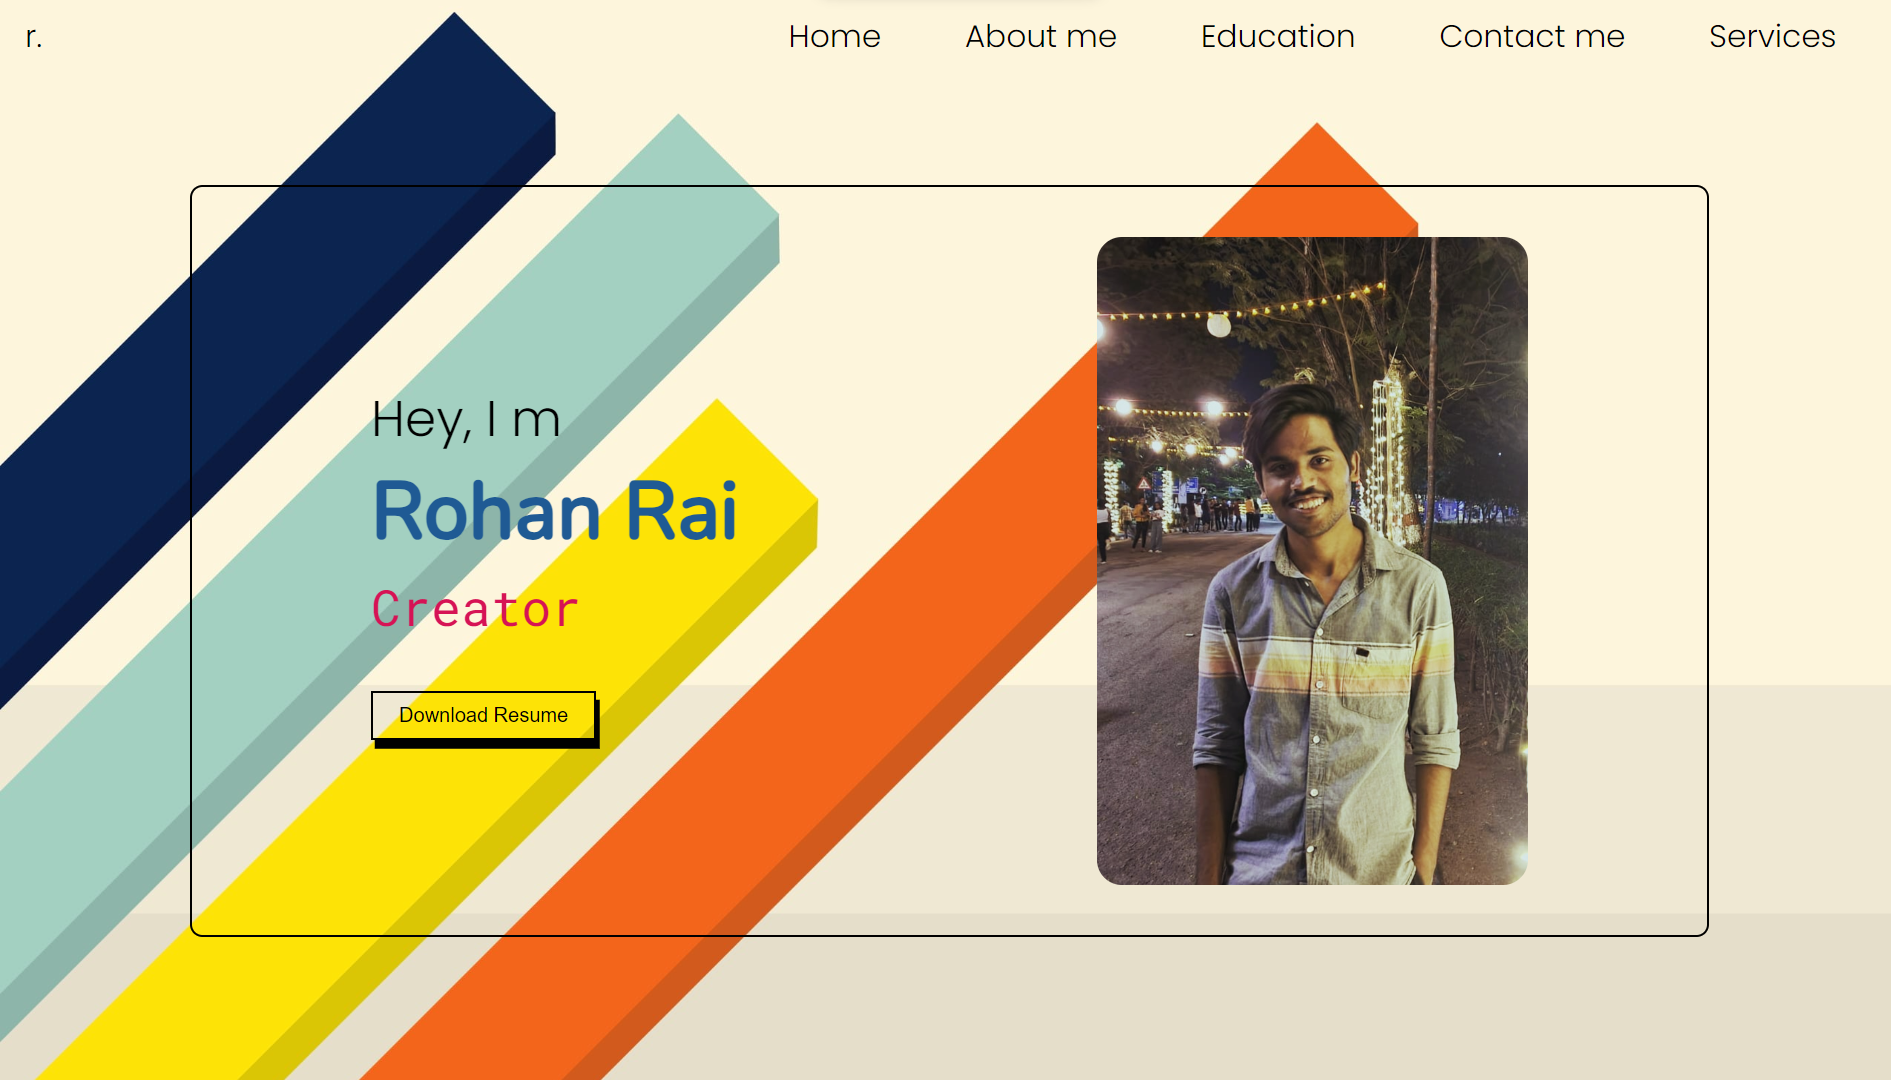 r.
Home About me Education Contact me Services
Hey, I m
Rohan Rai
Creator
Download Resume